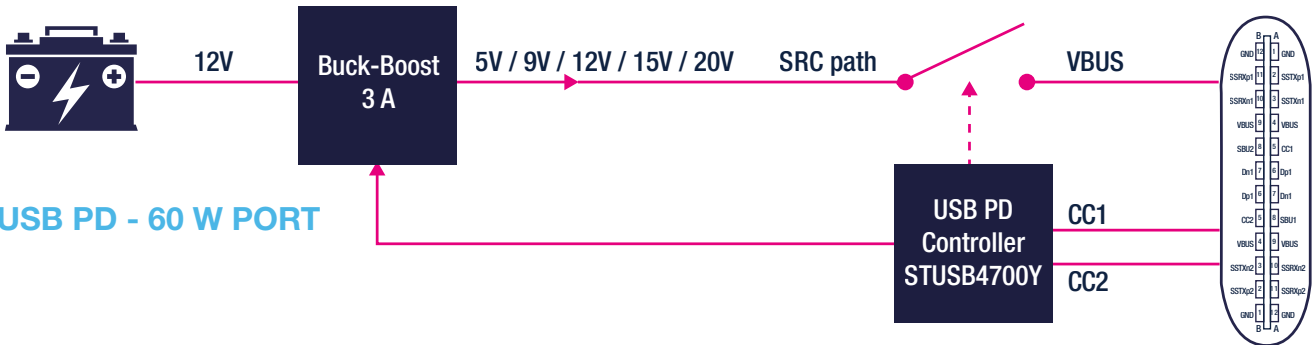 12V
Buck-Boost
3 A
5V / 9V / 12V / 15V / 20V
SRC path
VBUS
USB PD - 60 W PORT
USB PD
Controller
STUSB4700Y
CC1
CC2
B A
GND 12 1 GND
SSRXp1 11 2 SSTXp1
SSRXn1 10 3 SSTXn1
VBUS 9 4 VBUS
SBU2 8 5 CC1
Dn1 7 6 Dp1
Dp1 6 7 Dn1
CC2 5 8 SBU1
VBUS 4 9 VBUS
SSTXn2 3 10 SSRXn2
SSTXp2 2 11 SSRXp2
GND 1 12 GND
B A